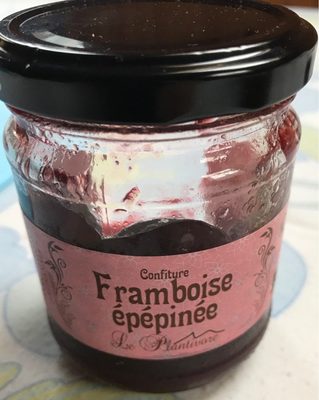 Confiture
Framboise
épépinée
Le Plantivore